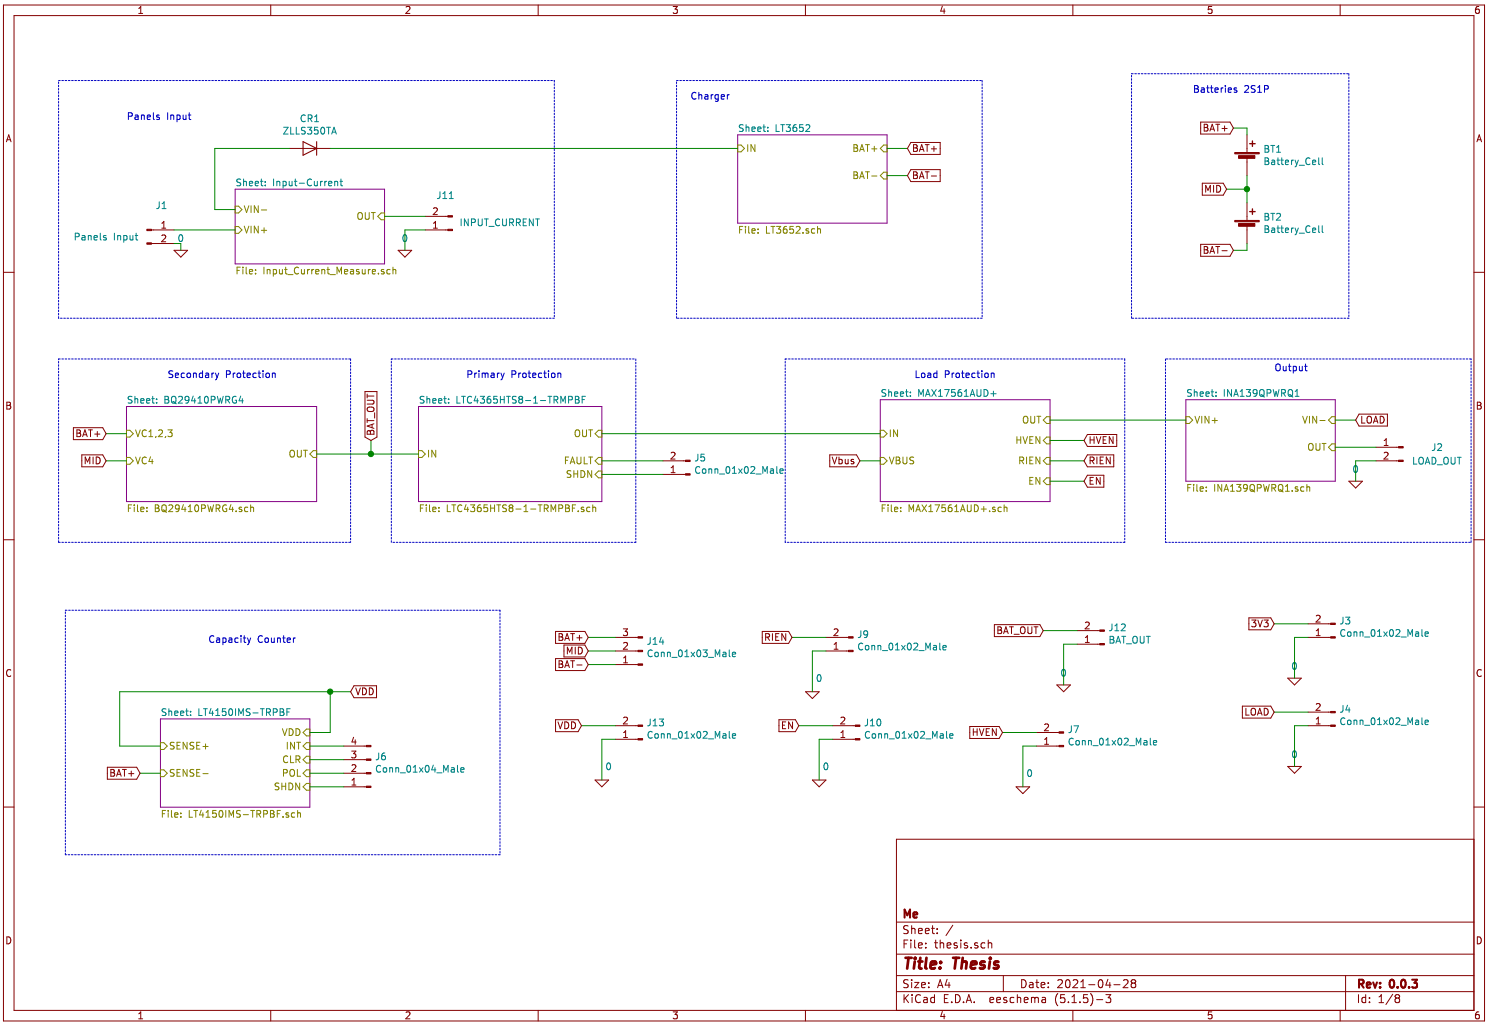 1 2 3 4 5 6
A A
B B
C C
D D
1 2 3 4 5 6
Panels Input
CR1
ZLLS350TA
Sheet: Input-Current
VIN-
VIN+
OUT
File: Input_Current_Measure.sch
J1
Panels Input
1
2
0
J11
2
1
INPUT_CURRENT
0
Charger
Sheet: LT3652
IN
BAT+
BAT-
BAT+
BAT-
File: LT3652.sch
Batteries 2S1P
BAT+
+
BT1
Battery_Cell
MID
+
BT2
Battery_Cell
BAT-
Secondary Protection
Sheet: BQ29410PWRG4
BAT+
VC1,2,3
MID
VC4
OUT
File: BQ29410PWRG4.sch
BAT_OUT
Primary Protection
Sheet: LTC4365HTS8-1-TRMPBF
IN
OUT
FAULT
SHDN
File: LTC4365HTS8-1-TRMPBF.sch
2
1
J5
Conn_01x02_Male
Load Protection
Sheet: MAX17561AUD+
IN
Vbus
VBUS
OUT
HVEN
RIEN
EN
HVEN
RIEN
EN
File: MAX17561AUD+.sch
Output
Sheet: INA139QPWRQ1
VIN+
VIN-
OUT
LOAD
File: INA139QPWRQ1.sch
1
2
J2
LOAD_OUT
0
Capacity Counter
VDD
Sheet: LT4150IMS-TRPBF
SENSE+
BAT+
SENSE-
VDD
INT
CLR
POL
SHDN
4
3
2
1
J6
Conn_01x04_Male
File: LT4150IMS-TRPBF.sch
BAT+
MID
BAT-
3
2
1
J14
Conn_01x03_Male
RIEN
2
1
J9
Conn_01x02_Male
0
BAT_OUT
2
1
J12
BAT_OUT
0
3V3
2
1
J3
Conn_01x02_Male
0
VDD
2
1
J13
Conn_01x02_Male
0
EN
2
1
J10
Conn_01x02_Male
0
HVEN
2
1
J7
Conn_01x02_Male
0
LOAD
2
1
J4
Conn_01x02_Male
0
Me
Sheet: /
File: thesis.sch
Title: Thesis
Size: A4 Date: 2021-04-28 Rev: 0.0.3
KiCad E.D.A. eeschema (5.1.5)-3 Id: 1/8